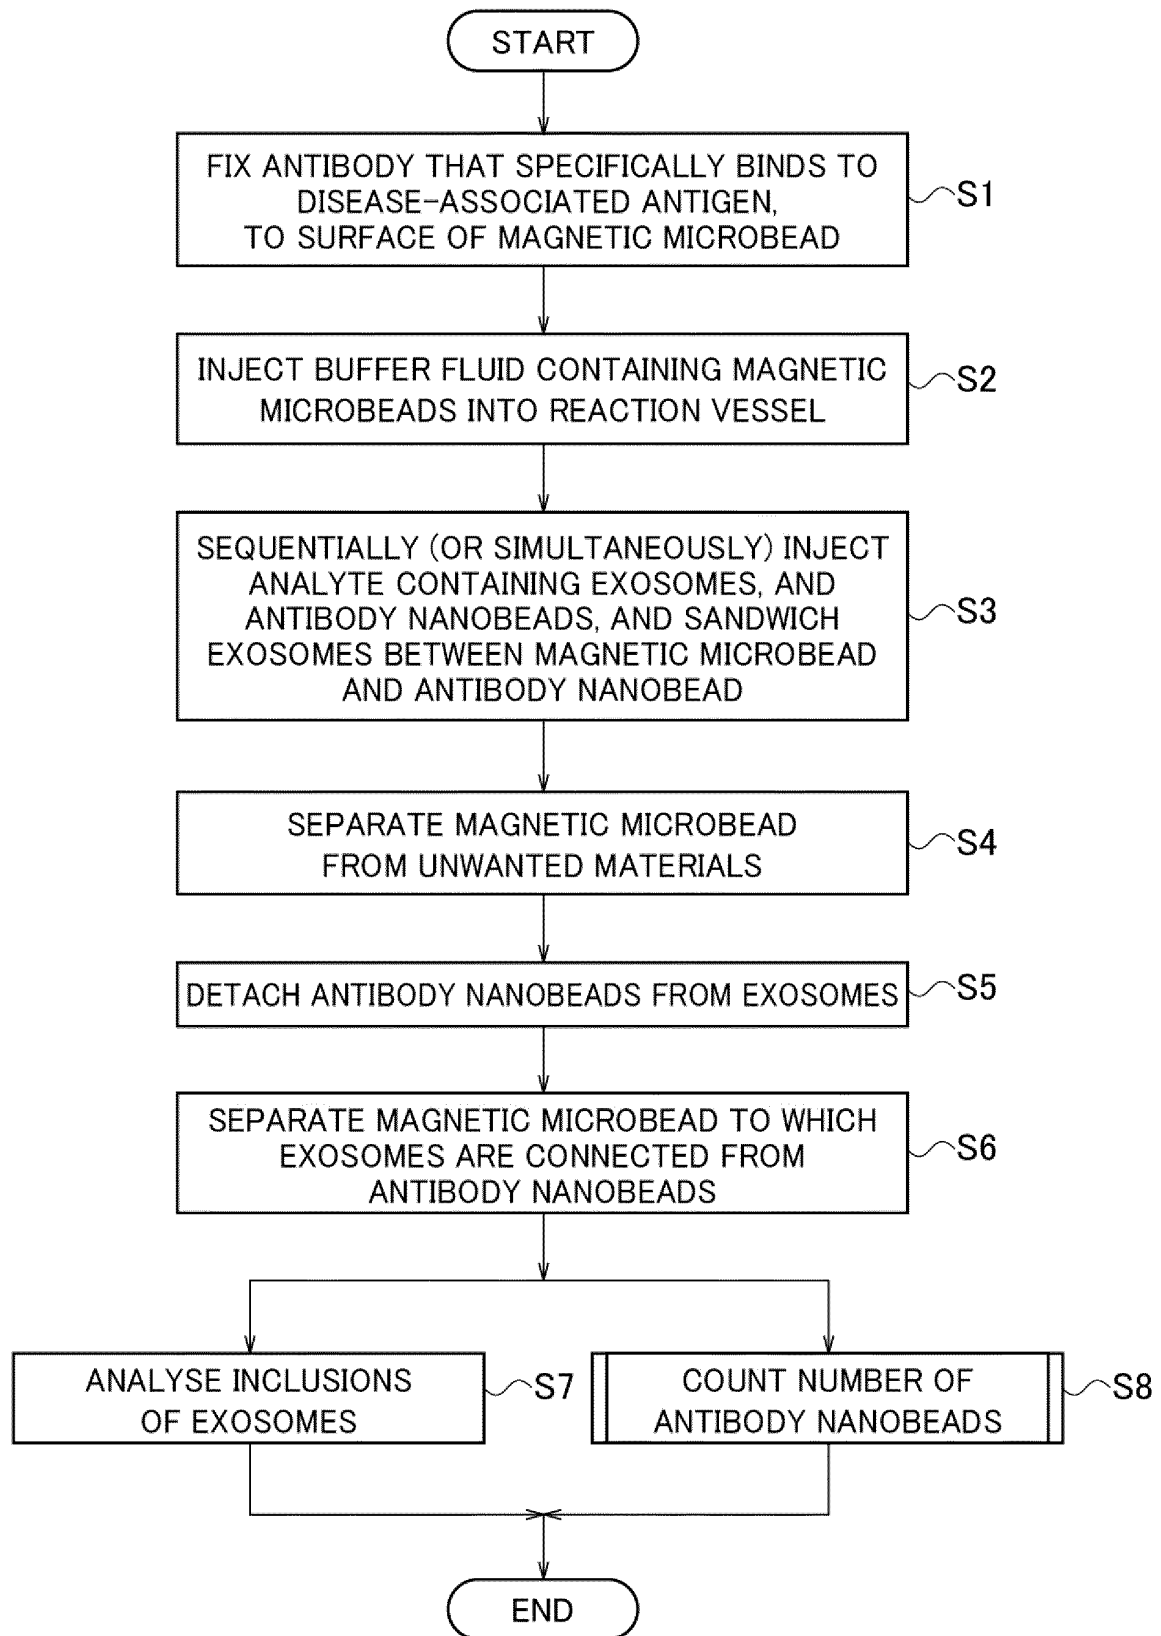 START
FIX ANTIBODY THAT SPECIFICALLY BINDS TO
DISEASE-ASSOCIATED ANTIGEN,
TO SURFACE OF MAGNETIC MICROBEAD
S1
INJECT BUFFER FLUID CONTAINING MAGNETIC
MICROBEADS INTO REACTION VESSEL
S2
SEQUENTIALLY (OR SIMULTANEOUSLY) INJECT
ANALYTE CONTAINING EXOSOMES, AND
ANTIBODY NANOBEADS, AND SANDWICH
EXOSOMES BETWEEN MAGNETIC MICROBEAD
AND ANTIBODY NANOBEAD
S3
SEPARATE MAGNETIC MICROBEAD
FROM UNWANTED MATERIALS
S4
DETACH ANTIBODY NANOBEADS FROM EXOSOMES
S5
SEPARATE MAGNETIC MICROBEAD TO WHICH
EXOSOMES ARE CONNECTED FROM
ANTIBODY NANOBEADS
S6
ANALYSE INCLUSIONS
OF EXOSOMES
S7
COUNT NUMBER OF
ANTIBODY NANOBEADS
S8
END